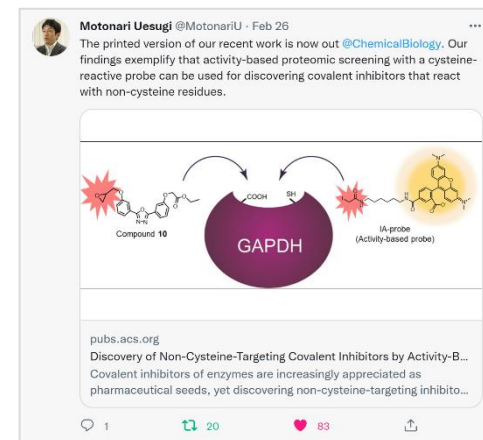 Motonari Uesugi @MotonariU · Feb 26
The printed version of our recent work is now out @ChemicalBiology. Our
findings exemplify that activity-based proteomic screening with a cysteine-
reactive probe can be used for discovering covalent inhibitors that react
with non-cysteine residues.
O
O
O
O
O
N-N
Compound 10
COOH
SH
GAPDH
N
O
N
H
O
CO2
N
IA-probe
(Activity-based probe)
pubs.acs.org
Discovery of Non-Cysteine-Targeting Covalent Inhibitors by Activity-B...
Covalent inhibitors of enzymes are increasingly appreciated as
pharmaceutical seeds, yet discovering non-cysteine-targeting inhibito...
1 20 83